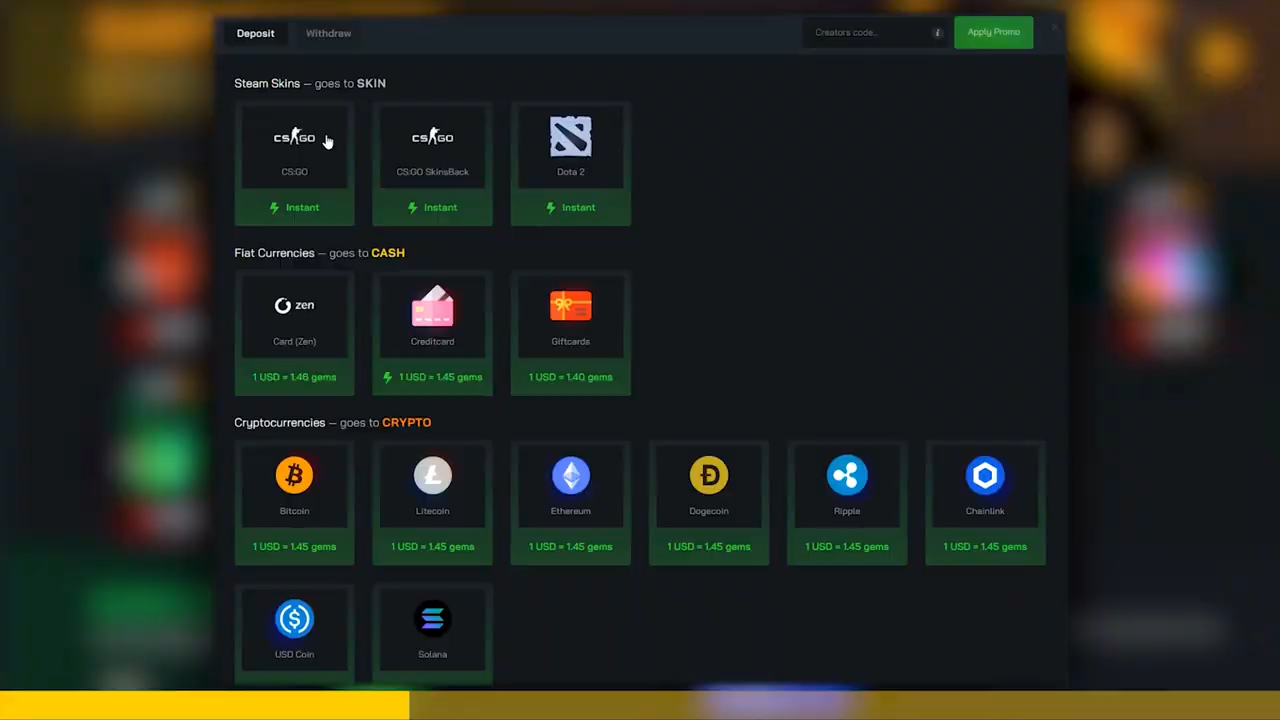 Deposit
Withdraw
Creators code..
i
Apply Promo
Steam Skins — goes to SKIN
CS GO
CS GO
CS:GO
CS:GO SkinsBack
Dota 2
Instant
Instant
Instant
Fiat Currencies — goes to CASH
zen
Card (Zen)
Creditcard
Giftcards
1 USD = 1.46 gems
1 USD = 1.45 gems
1 USD = 1.40 gems
Cryptocurrencies — goes to CRYPTO
Bitcoin
Litecoin
Ethereum
Dogecoin
Ripple
Chainlink
1 USD = 1.45 gems
1 USD = 1.45 gems
1 USD = 1.45 gems
1 USD = 1.45 gems
1 USD = 1.45 gems
1 USD = 1.45 gems
USD Coin
Solana